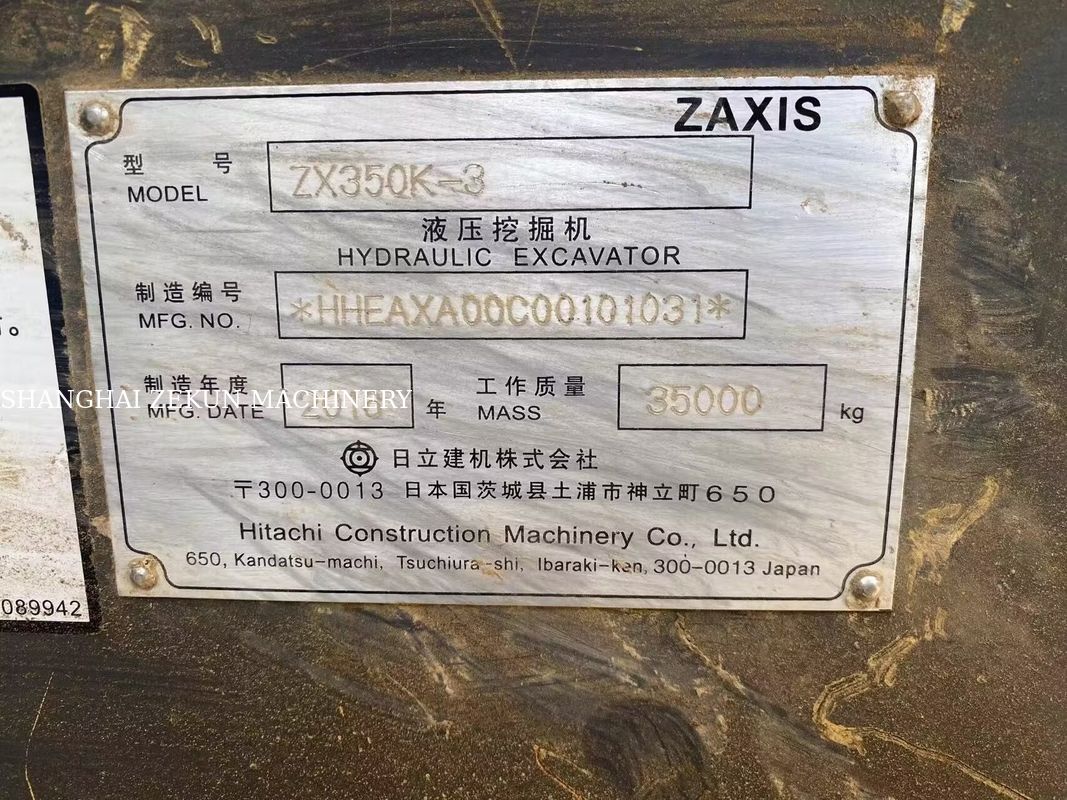 ZAXIS
型 号
MODEL
ZX350K-3
液压挖掘机
HYDRAULIC EXCAVATOR
制造编号
MFG. NO.
*HHEAXA00C00101031*
制造年度
MFG. DATE
年
工作质量
MASS
35000
kg
SHANGHAI ZEKUN MACHINERY
日立建机株式会社
〒300-0013 日本国茨城县土浦市神立町650
Hitachi Construction Machinery Co., Ltd.
650, Kandatsu-machi, Tsuchiura-shi, Ibaraki-ken, 300-0013 Japan
089942